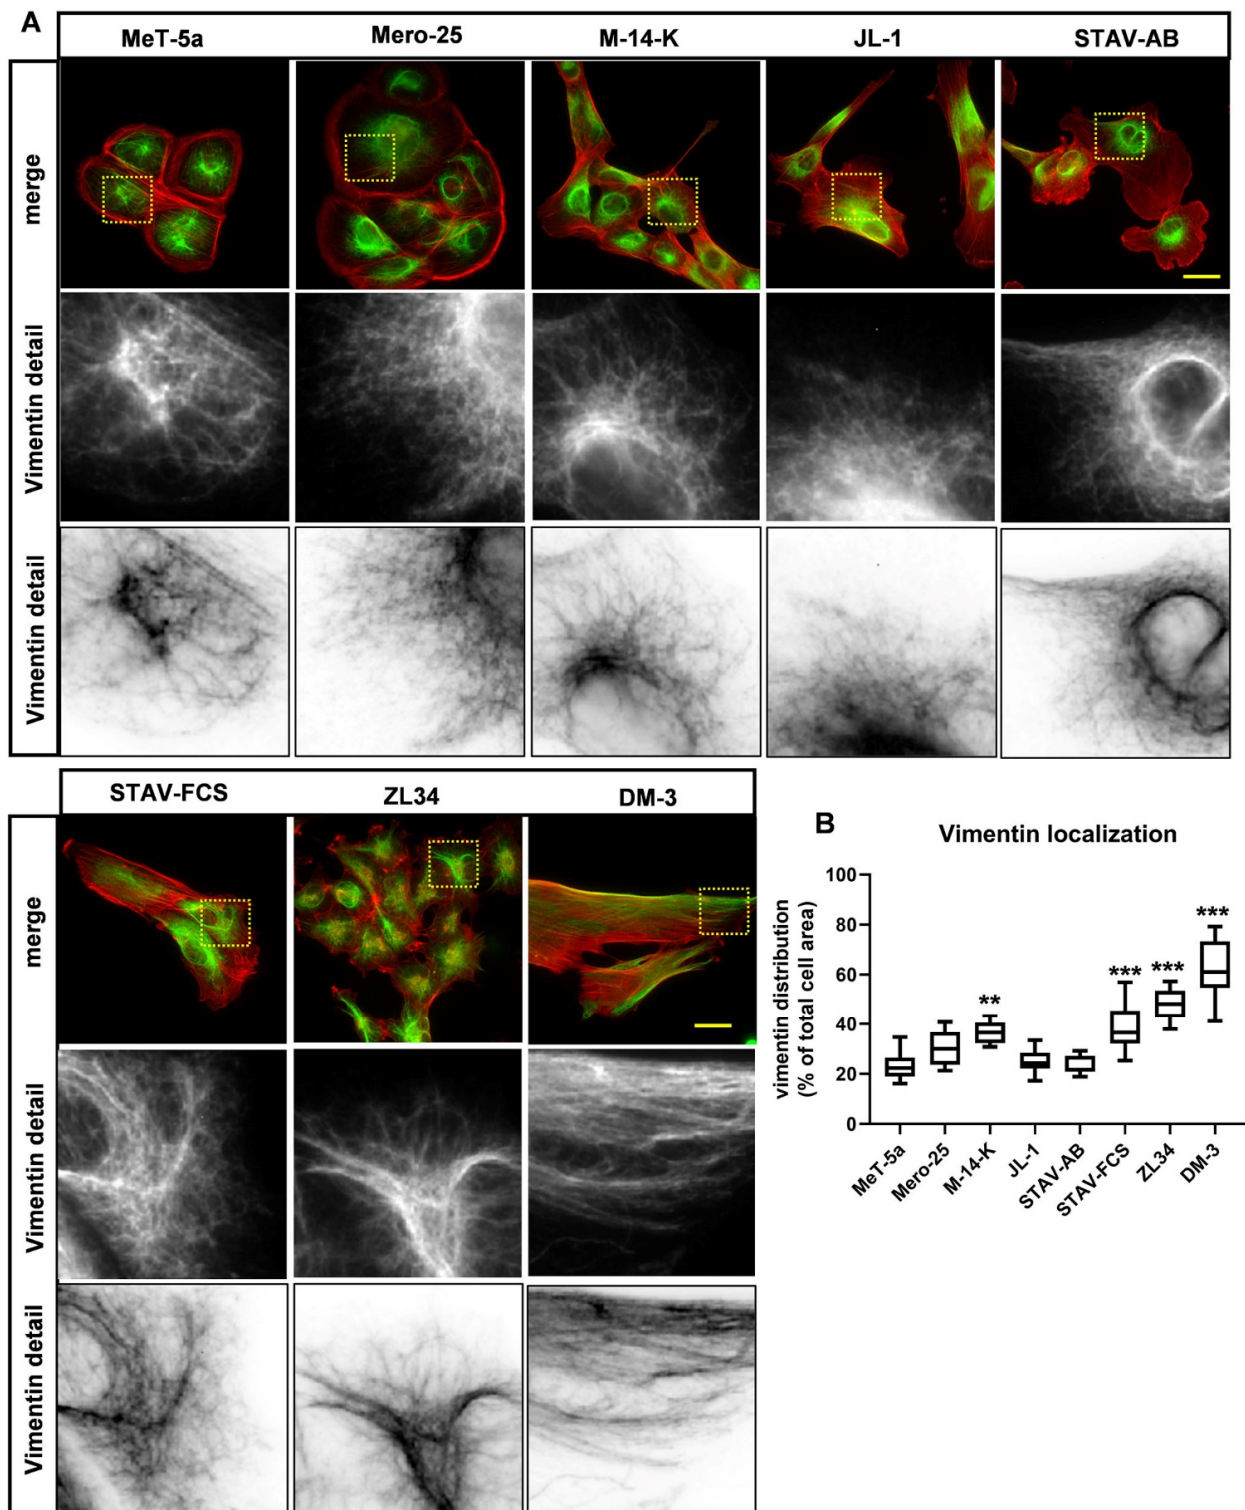 A
MeT-5a Mero-25 M-14-K JL-1 STAV-AB
merge
Vimentin detail
Vimentin detail
STAV-FCS ZL34 DM-3
merge
Vimentin detail
Vimentin detail
B
Vimentin localization
vimentin distribution
(% of total cell area)
100
80
60
40
20
0
**
***
***
***
MeT-5a
Mero-25
M-14-K
JL-1
STAV-AB
STAV-FCS
ZL34
DM-3